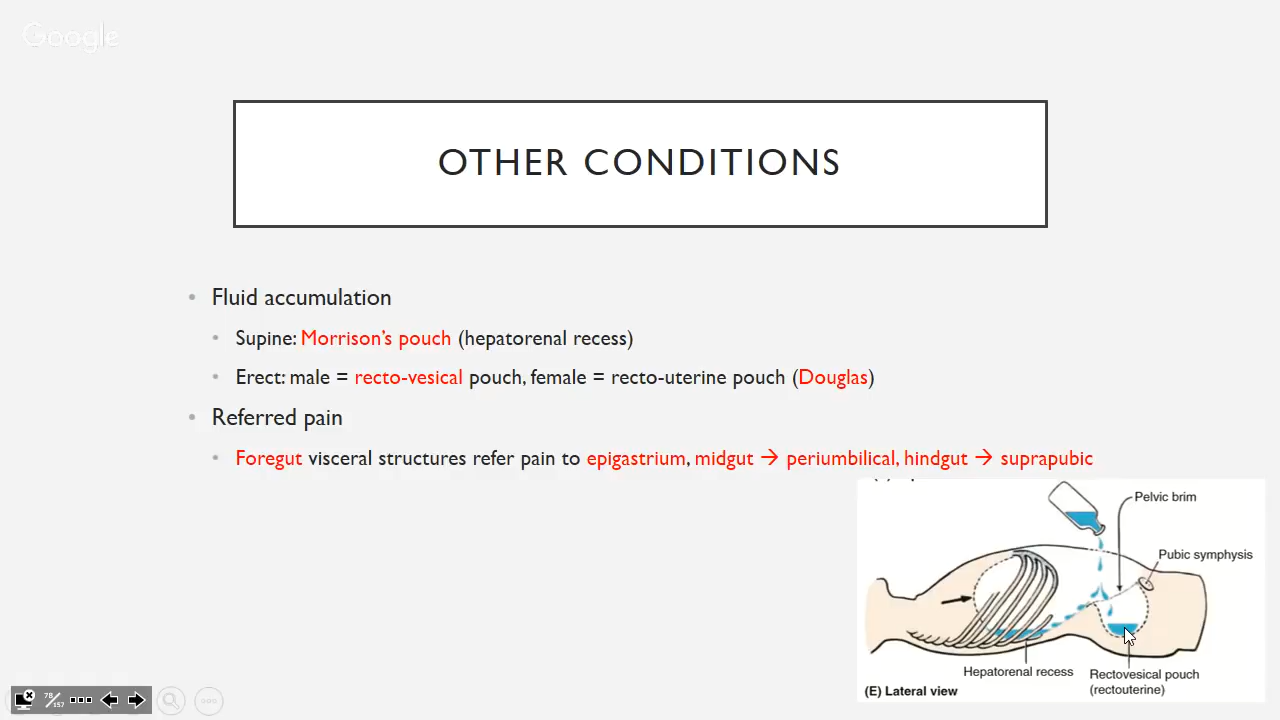 Google
OTHER CONDITIONS
• Fluid accumulation
• Supine: Morrison's pouch (hepatorenal recess)
• Erect: male = recto-vesical pouch, female = recto-uterine pouch (Douglas)
• Referred pain
• Foregut visceral structures refer pain to epigastrium, midgut → periumbilical, hindgut → suprapubic
Pelvic brim
Pubic symphysis
Hepatorenal recess
Rectovesical pouch
(rectouterine)
(E) Lateral view
78/157